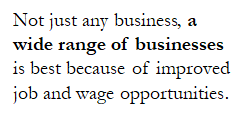 Not just any business, a
wide range of businesses
is best because of improved
job and wage opportunities.